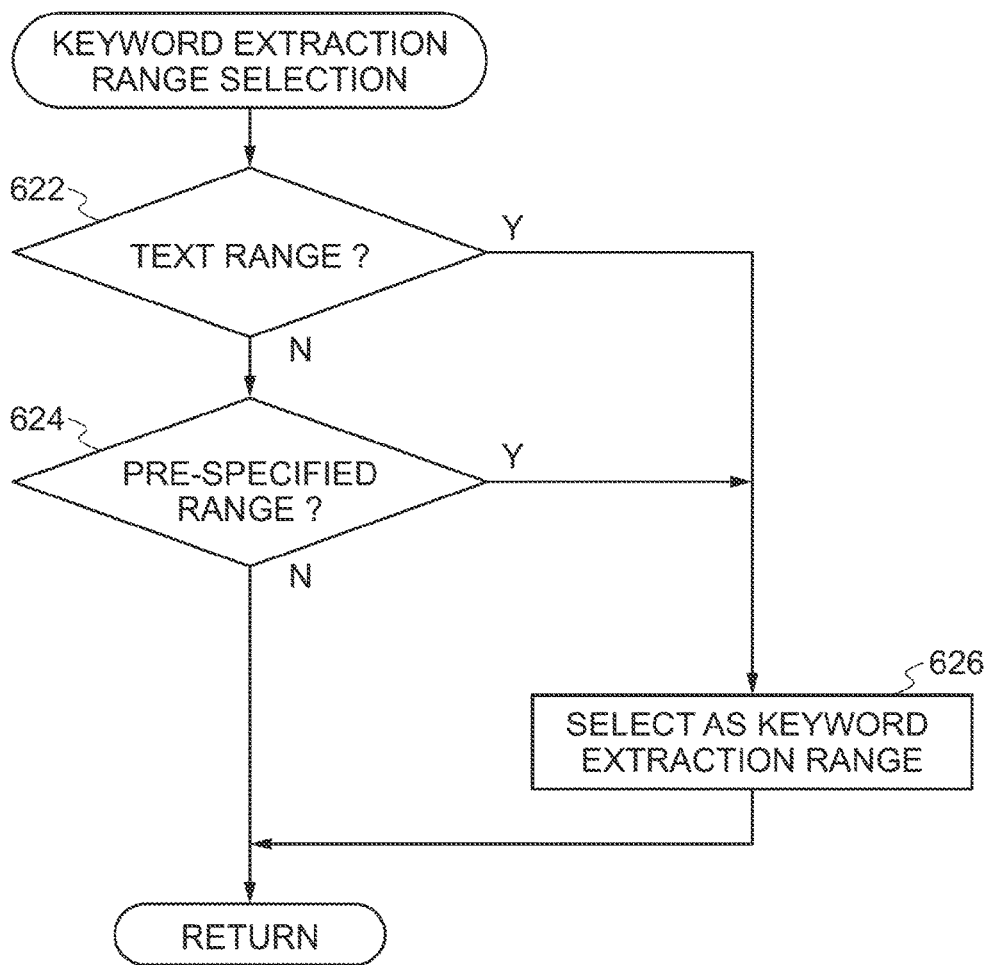 KEYWORD EXTRACTION
RANGE SELECTION
622
TEXT RANGE ?
Y
N
624
PRE-SPECIFIED
RANGE ?
Y
N
626
SELECT AS KEYWORD
EXTRACTION RANGE
RETURN